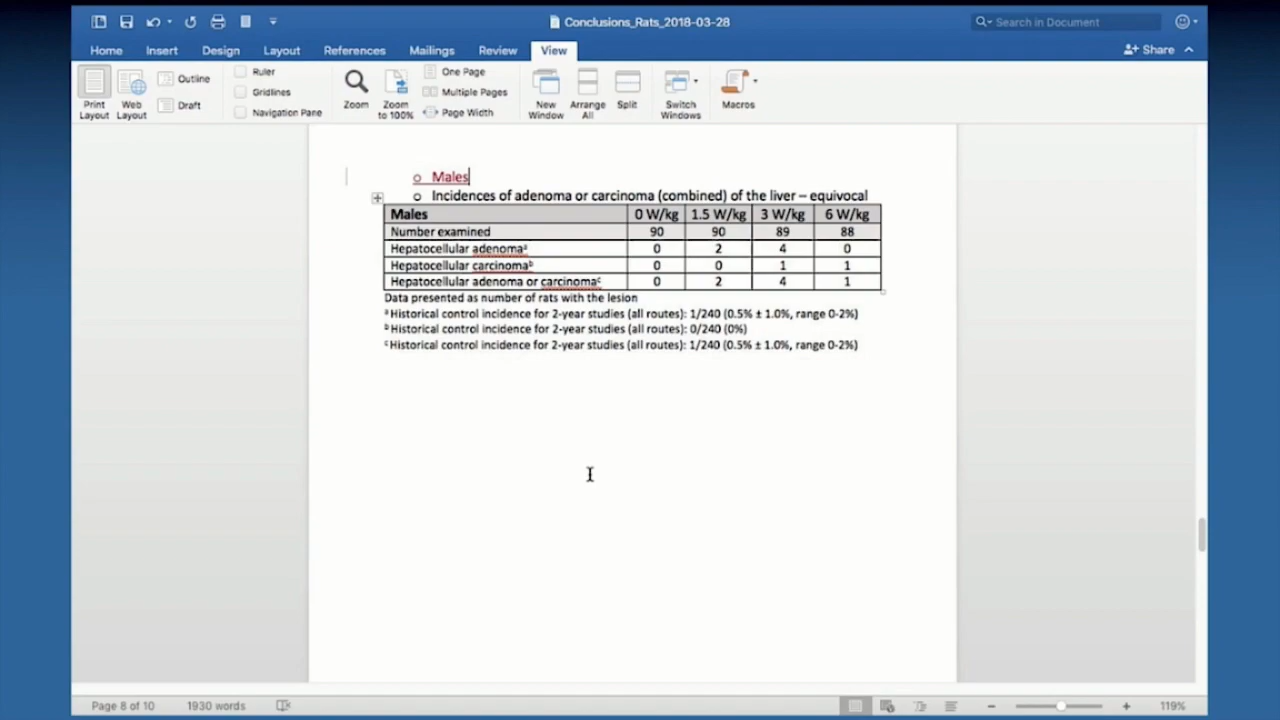 Conclusions_Rats_2018-03-28
Search in Document
Home Insert Design Layout References Mailings Review View
Share
Print Layout
Web Layout
Outline
Draft
Ruler
Gridlines
Navigation Pane
Zoom
Zoom to 100%
One Page
Multiple Pages
Page Width
New Window
Arrange All
Split
Switch Windows
Macros
o Males
o Incidences of adenoma or carcinoma (combined) of the liver – equivocal
Males 0 W/kg 1.5 W/kg 3 W/kg 6 W/kg
Number examined 90 90 89 88
Hepatocellular adenomaᵃ 0 2 4 0
Hepatocellular carcinomaᵇ 0 0 1 1
Hepatocellular adenoma or carcinomaᶜ 0 2 4 1
Data presented as number of rats with the lesion
ᵃ Historical control incidence for 2-year studies (all routes): 1/240 (0.5% ± 1.0%, range 0-2%)
ᵇ Historical control incidence for 2-year studies (all routes): 0/240 (0%)
ᶜ Historical control incidence for 2-year studies (all routes): 1/240 (0.5% ± 1.0%, range 0-2%)
Page 8 of 10 1930 words 119%